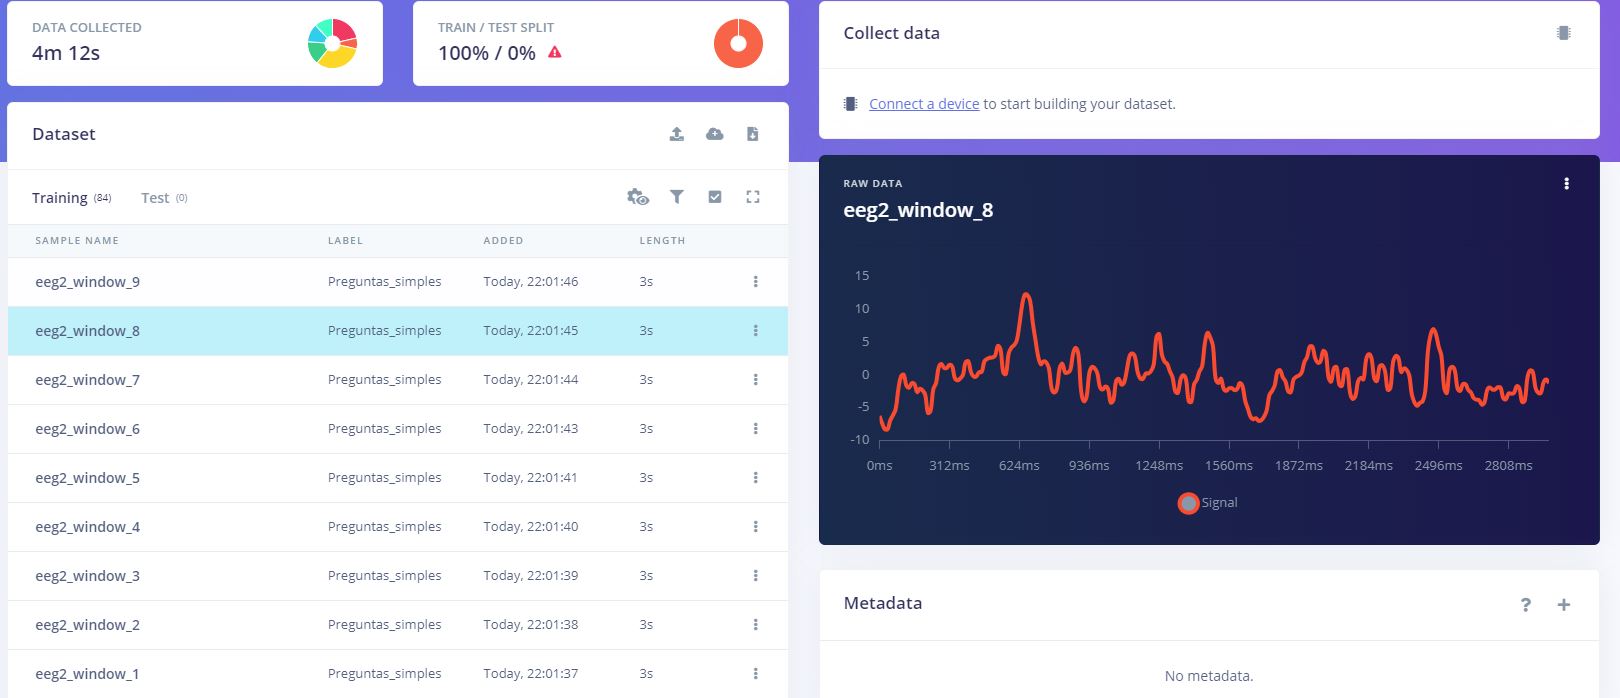 DATA COLLECTED
4m 12s
TRAIN / TEST SPLIT
100% / 0%
Dataset
Training (84) Test (0)
SAMPLE NAME LABEL ADDED LENGTH
eeg2_window_9 Preguntas_simples Today, 22:01:46 3s
eeg2_window_8 Preguntas_simples Today, 22:01:45 3s
eeg2_window_7 Preguntas_simples Today, 22:01:44 3s
eeg2_window_6 Preguntas_simples Today, 22:01:43 3s
eeg2_window_5 Preguntas_simples Today, 22:01:41 3s
eeg2_window_4 Preguntas_simples Today, 22:01:40 3s
eeg2_window_3 Preguntas_simples Today, 22:01:39 3s
eeg2_window_2 Preguntas_simples Today, 22:01:38 3s
eeg2_window_1 Preguntas_simples Today, 22:01:37 3s
Collect data
Connect a device to start building your dataset.
RAW DATA
eeg2_window_8
15
10
5
0
-5
-10
0ms 312ms 624ms 936ms 1248ms 1560ms 1872ms 2184ms 2496ms 2808ms
Signal
Metadata
?
+
No metadata.